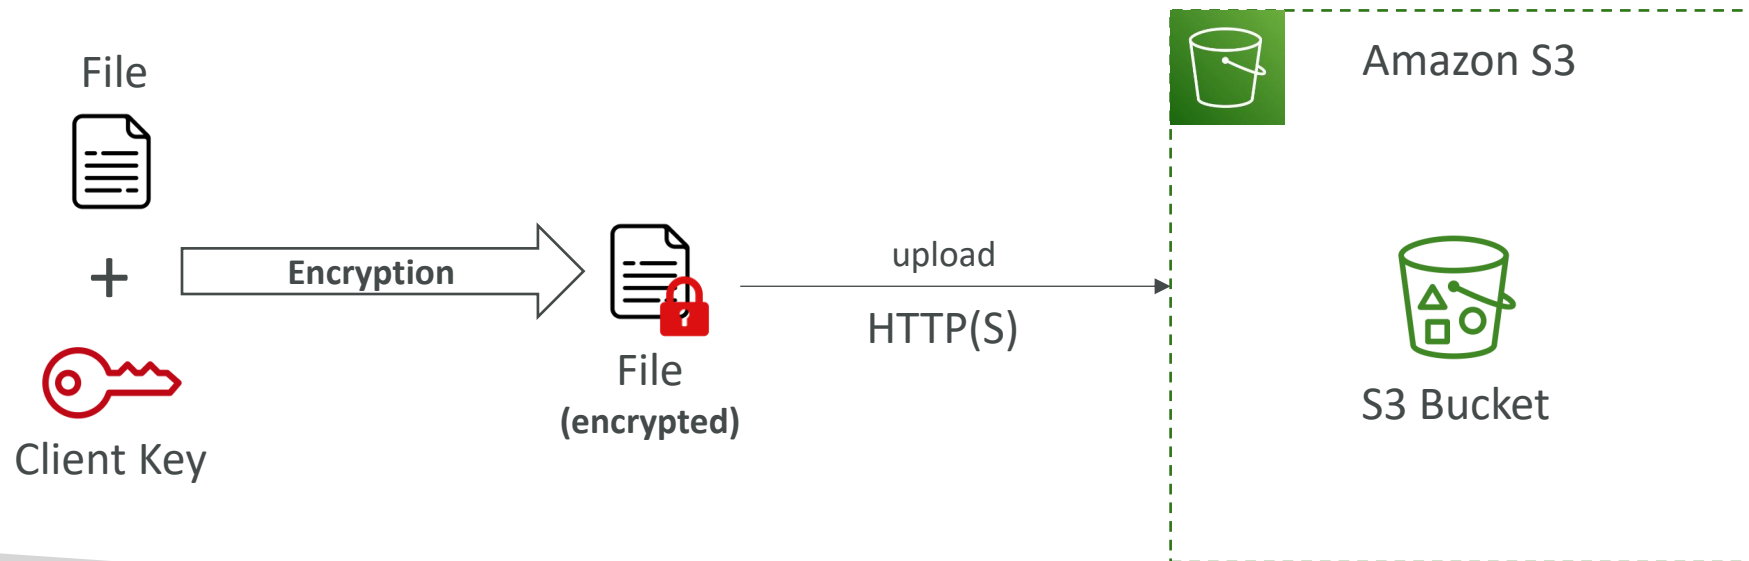 File
+
Client Key
Encryption
File
(encrypted)
upload
HTTP(S)
Amazon S3
S3 Bucket